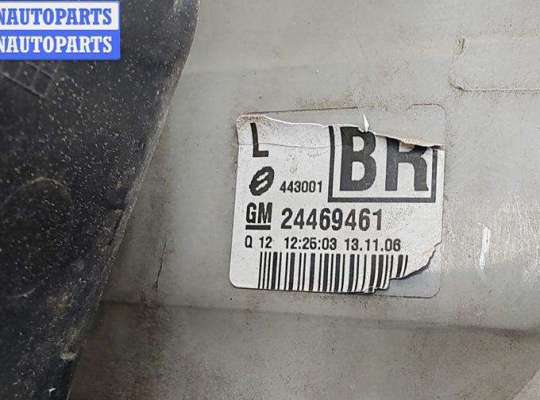 NAUTOPARTS
NAUTOPARTS
L
BR
443001
GM 24469461
Q 12 12:26:03 13.11.06